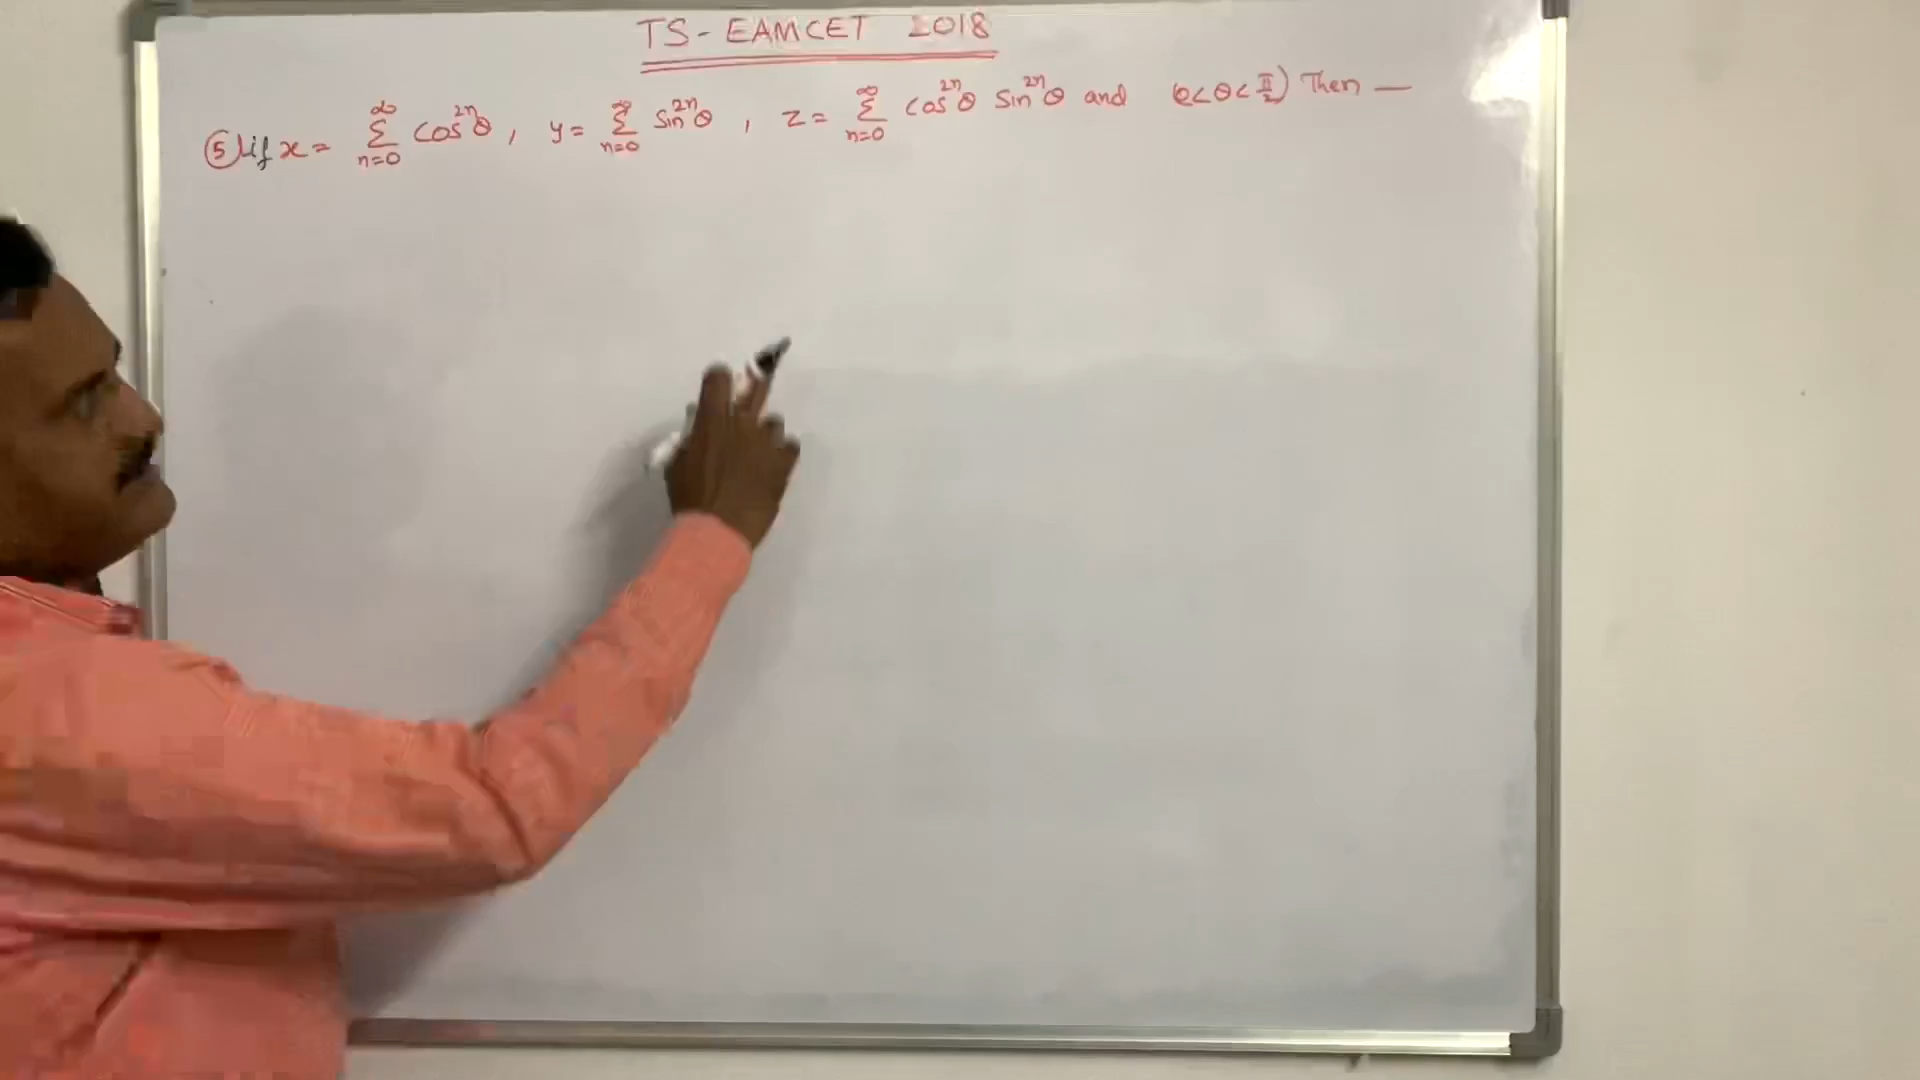 TS - EAMCET 2018
⑤ if x = ∞ Σ n=0 cos²ⁿθ , y = ∞ Σ n=0 sin²ⁿθ , z = ∞ Σ n=0 cos²ⁿθ sin²ⁿθ and 0<θ<π/2) Then —